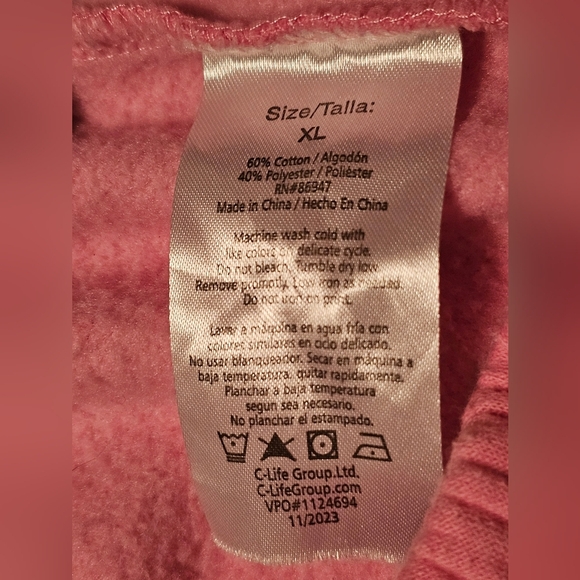 Size/Talla:
XL
60% Cotton / Algodón
40% Polyester / Poliéster
RN#86947
Made in China / Hecho En China
Machine wash cold with
like colors on delicate cycle.
Do not bleach. Tumble dry low.
Remove promptly. Low iron as needed.
Do not iron on print.
Lavar a máquina en agua fría con
colores similares en ciclo delicado.
No usar blanqueador. Secar en máquina a
baja temperatura, quitar rapidamente.
Planchar a baja temperatura
segun sea necesario.
No planchar el estampado.
C-Life Group.Ltd.
C-LifeGroup.com
VPO#1124694
11/2023